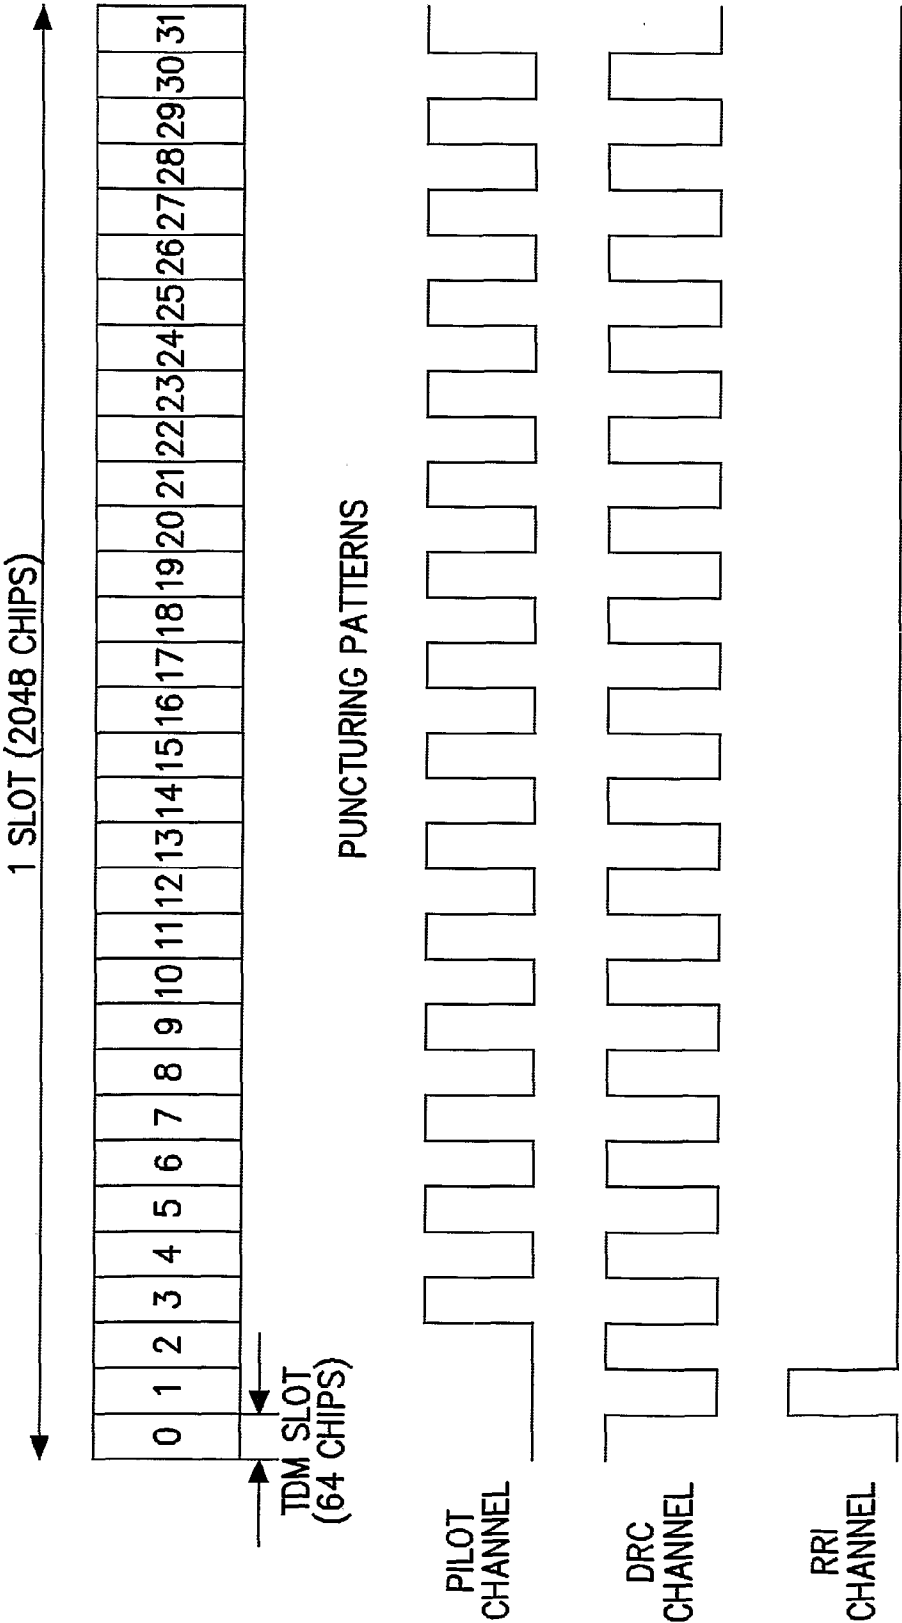 1 SLOT (2048 CHIPS)
0 1 2 3 4 5 6 7 8 9 10 11 12 13 14 15 16 17 18 19 20 21 22 23 24 25 26 27 28 29 30 31
TDM SLOT
(64 CHIPS)
PUNCTURING PATTERNS
PILOT
CHANNEL
DRC
CHANNEL
RRI
CHANNEL